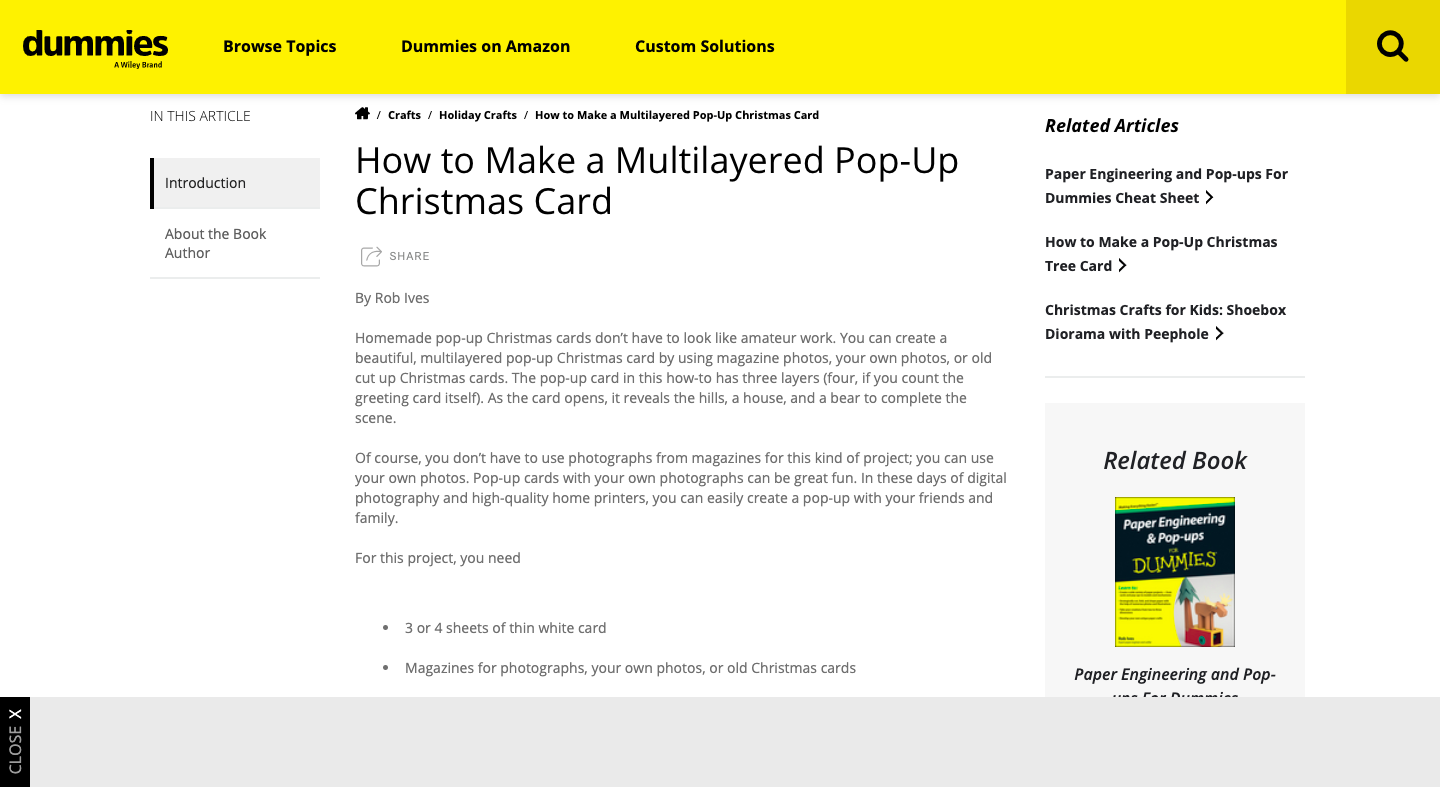 dummies
A Wiley Brand
Browse Topics
Dummies on Amazon
Custom Solutions
IN THIS ARTICLE
Introduction
About the Book
Author
/ Crafts / Holiday Crafts / How to Make a Multilayered Pop-Up Christmas Card
How to Make a Multilayered Pop-Up
Christmas Card
SHARE
By Rob Ives
Homemade pop-up Christmas cards don’t have to look like amateur work. You can create a
beautiful, multilayered pop-up Christmas card by using magazine photos, your own photos, or old
cut up Christmas cards. The pop-up card in this how-to has three layers (four, if you count the
greeting card itself). As the card opens, it reveals the hills, a house, and a bear to complete the
scene.
Of course, you don’t have to use photographs from magazines for this kind of project; you can use
your own photos. Pop-up cards with your own photographs can be great fun. In these days of digital
photography and high-quality home printers, you can easily create a pop-up with your friends and
family.
For this project, you need
• 3 or 4 sheets of thin white card
• Magazines for photographs, your own photos, or old Christmas cards
Related Articles
Paper Engineering and Pop-ups For
Dummies Cheat Sheet
How to Make a Pop-Up Christmas
Tree Card
Christmas Crafts for Kids: Shoebox
Diorama with Peephole
Related Book
Paper Engineering
& Pop-ups
FOR
DUMMIES
Rob Ives
Paper Engineering and Pop-
ups For Dummies
CLOSE X